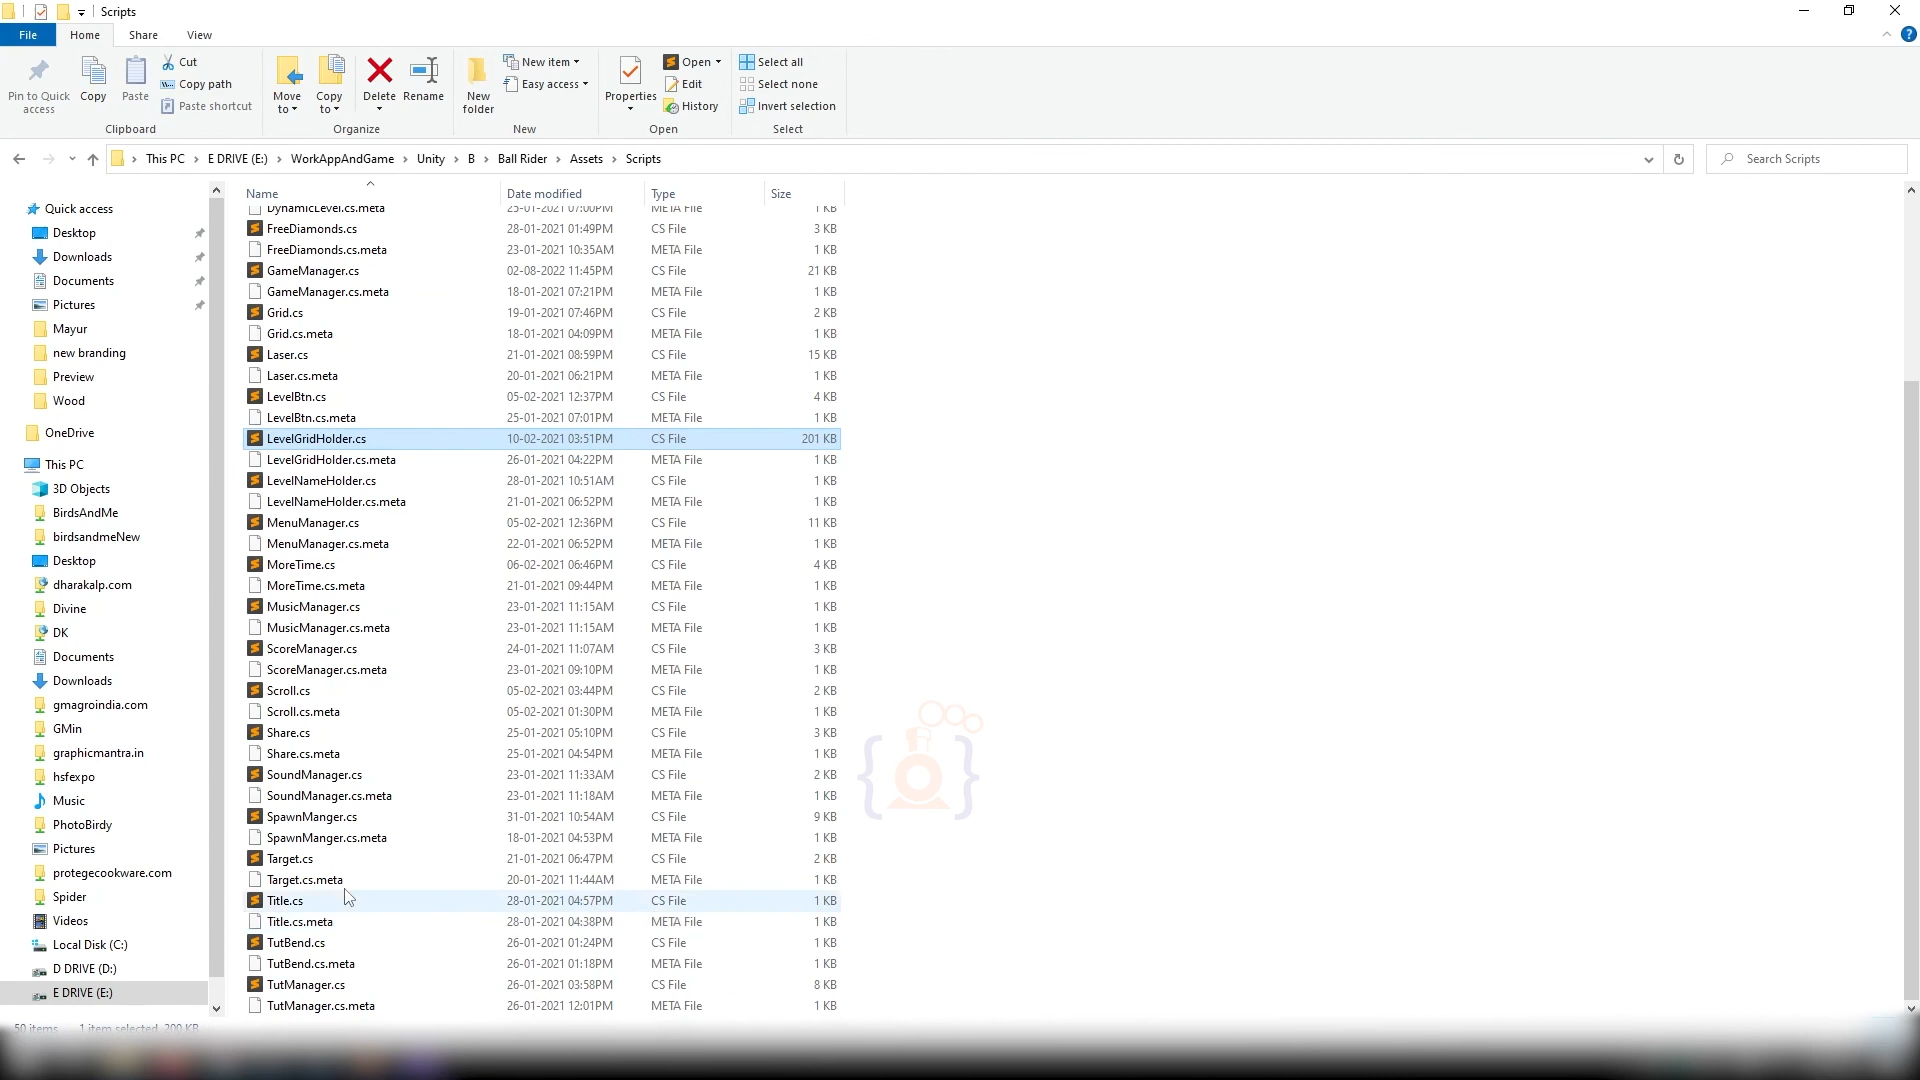 Scripts
File Home Share View
Pin to Quick access
Copy
Paste
Cut
Copy path
Paste shortcut
Clipboard
Move to
Copy to
Delete
Rename
Organize
New folder
New item
Easy access
New
Properties
Open
Edit
History
Open
Select all
Select none
Invert selection
Select
This PC › E DRIVE (E:) › WorkAppAndGame › Unity › B › Ball Rider › Assets › Scripts
Search Scripts
Quick access
Desktop
Downloads
Documents
Pictures
Mayur
new branding
Preview
Wood
OneDrive
This PC
3D Objects
BirdsAndMe
birdsandmeNew
Desktop
dharakalp.com
Divine
DK
Documents
Downloads
gmagroindia.com
GMin
graphicmantra.in
hsfexpo
Music
PhotoBirdy
Pictures
protegecookware.com
Spider
Videos
Local Disk (C:)
D DRIVE (D:)
E DRIVE (E:)
Name Date modified Type Size
DynamicLevel.cs.meta 25-01-2021 07:00PM META File 1 KB
FreeDiamonds.cs 28-01-2021 01:49PM CS File 3 KB
FreeDiamonds.cs.meta 23-01-2021 10:35AM META File 1 KB
GameManager.cs 02-08-2022 11:45PM CS File 21 KB
GameManager.cs.meta 18-01-2021 07:21PM META File 1 KB
Grid.cs 19-01-2021 07:46PM CS File 2 KB
Grid.cs.meta 18-01-2021 04:09PM META File 1 KB
Laser.cs 21-01-2021 08:59PM CS File 15 KB
Laser.cs.meta 20-01-2021 06:21PM META File 1 KB
LevelBtn.cs 05-02-2021 12:37PM CS File 4 KB
LevelBtn.cs.meta 25-01-2021 07:01PM META File 1 KB
LevelGridHolder.cs 10-02-2021 03:51PM CS File 201 KB
LevelGridHolder.cs.meta 26-01-2021 04:22PM META File 1 KB
LevelNameHolder.cs 28-01-2021 10:51AM CS File 1 KB
LevelNameHolder.cs.meta 21-01-2021 06:52PM META File 1 KB
MenuManager.cs 05-02-2021 12:36PM CS File 11 KB
MenuManager.cs.meta 22-01-2021 06:52PM META File 1 KB
MoreTime.cs 06-02-2021 06:46PM CS File 4 KB
MoreTime.cs.meta 21-01-2021 09:44PM META File 1 KB
MusicManager.cs 23-01-2021 11:15AM CS File 1 KB
MusicManager.cs.meta 23-01-2021 11:15AM META File 1 KB
ScoreManager.cs 24-01-2021 11:07AM CS File 3 KB
ScoreManager.cs.meta 23-01-2021 09:10PM META File 1 KB
Scroll.cs 05-02-2021 03:44PM CS File 2 KB
Scroll.cs.meta 05-02-2021 01:30PM META File 1 KB
Share.cs 25-01-2021 05:10PM CS File 3 KB
Share.cs.meta 25-01-2021 04:54PM META File 1 KB
SoundManager.cs 23-01-2021 11:33AM CS File 2 KB
SoundManager.cs.meta 23-01-2021 11:18AM META File 1 KB
SpawnManger.cs 31-01-2021 10:54AM CS File 9 KB
SpawnManger.cs.meta 18-01-2021 04:53PM META File 1 KB
Target.cs 21-01-2021 06:47PM CS File 2 KB
Target.cs.meta 20-01-2021 11:44AM META File 1 KB
Title.cs 28-01-2021 04:57PM CS File 1 KB
Title.cs.meta 28-01-2021 04:38PM META File 1 KB
TutBend.cs 26-01-2021 01:24PM CS File 1 KB
TutBend.cs.meta 26-01-2021 01:18PM META File 1 KB
TutManager.cs 26-01-2021 03:58PM CS File 8 KB
TutManager.cs.meta 26-01-2021 12:01PM META File 1 KB
50 items 1 item selected 200 KB